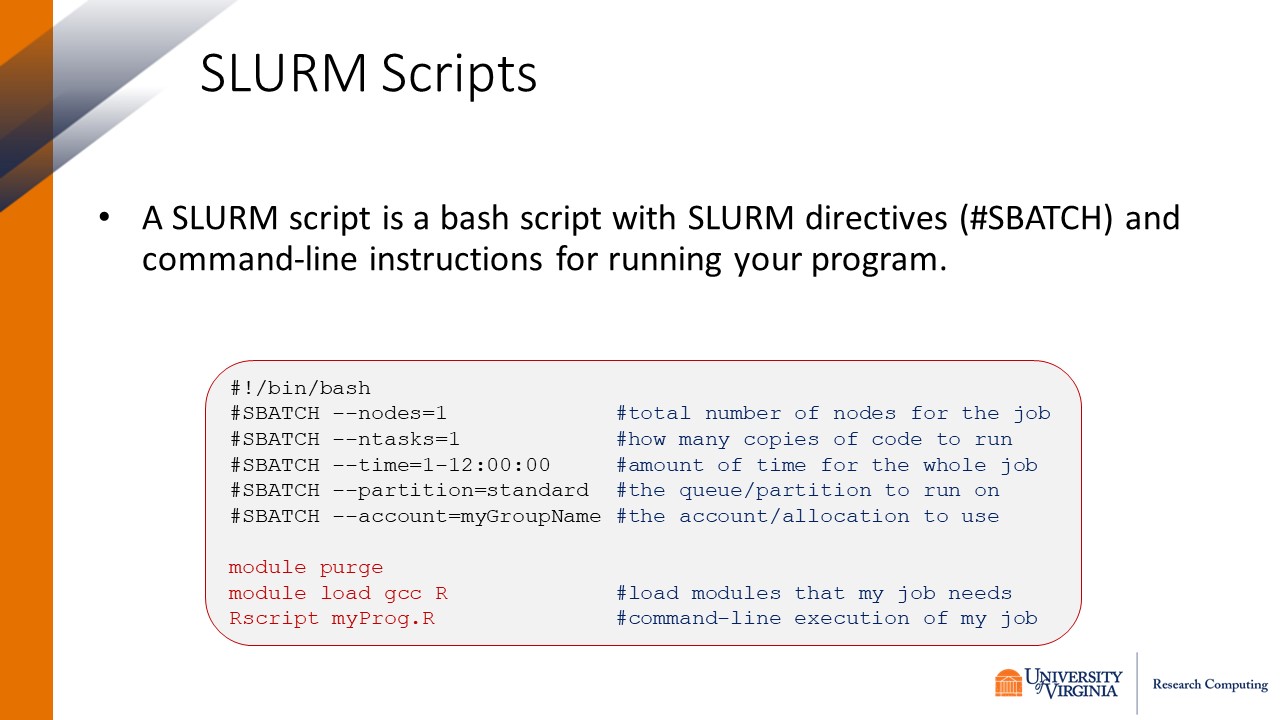 SLURM Scripts
• A SLURM script is a bash script with SLURM directives (#SBATCH) and
command-line instructions for running your program.
#!/bin/bash
#SBATCH --nodes=1 #total number of nodes for the job
#SBATCH --ntasks=1 #how many copies of code to run
#SBATCH --time=1-12:00:00 #amount of time for the whole job
#SBATCH --partition=standard #the queue/partition to run on
#SBATCH --account=myGroupName #the account/allocation to use
module purge
module load gcc R #load modules that my job needs
Rscript myProg.R #command-line execution of my job
UNIVERSITY
of VIRGINIA
Research Computing